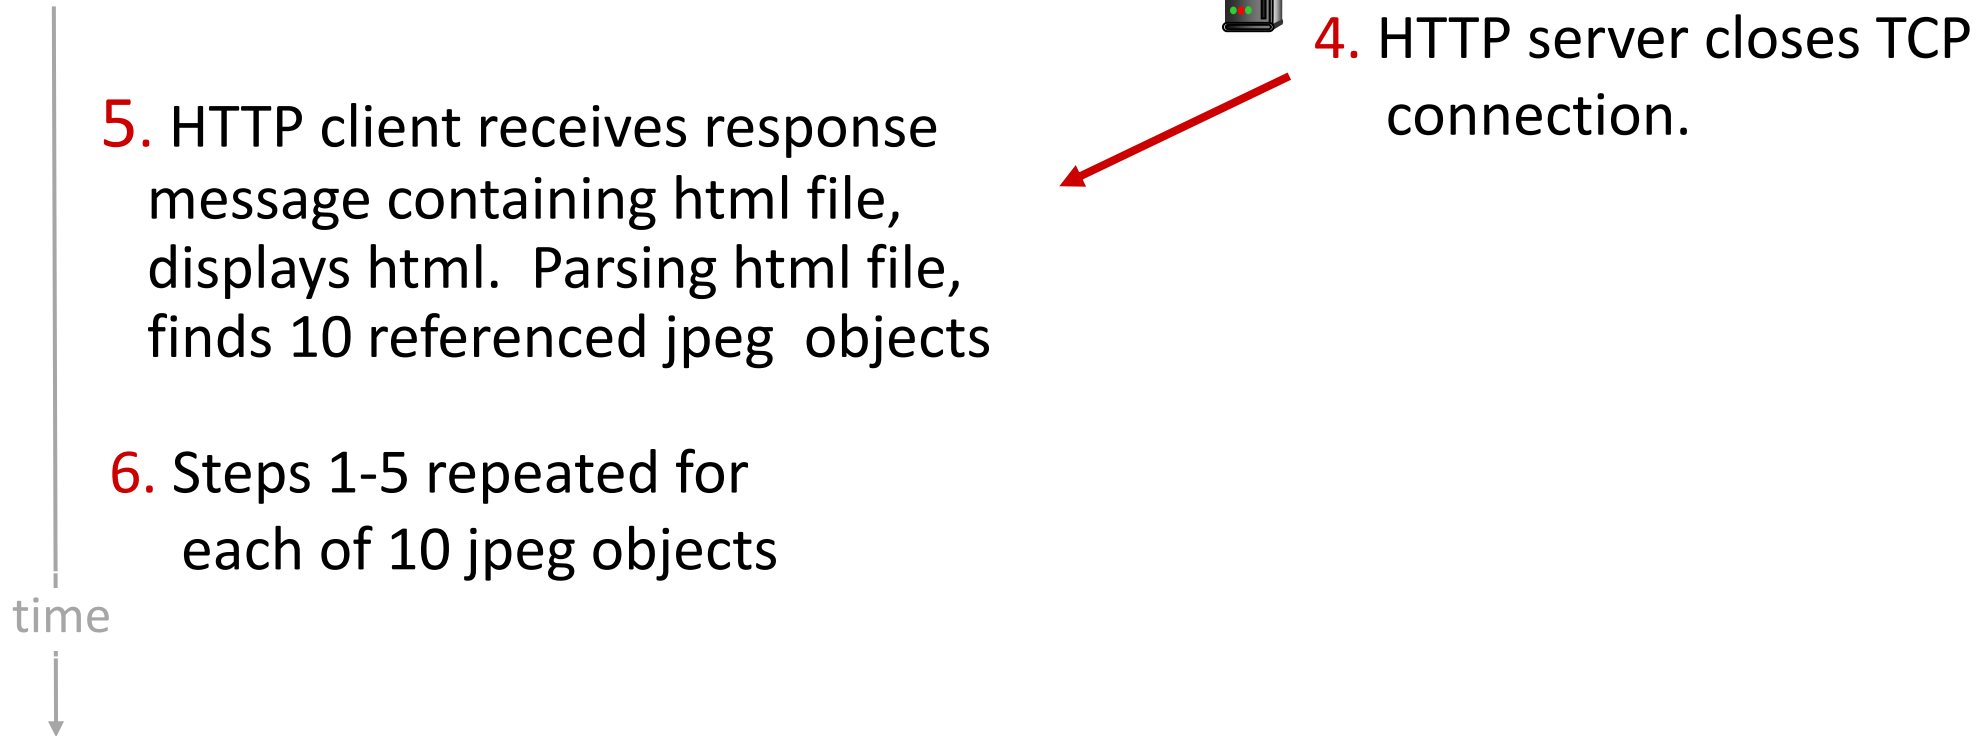 4. HTTP server closes TCP
connection.
5. HTTP client receives response
message containing html file,
displays html.  Parsing html file,
finds 10 referenced jpeg  objects
6. Steps 1-5 repeated for
each of 10 jpeg objects
time